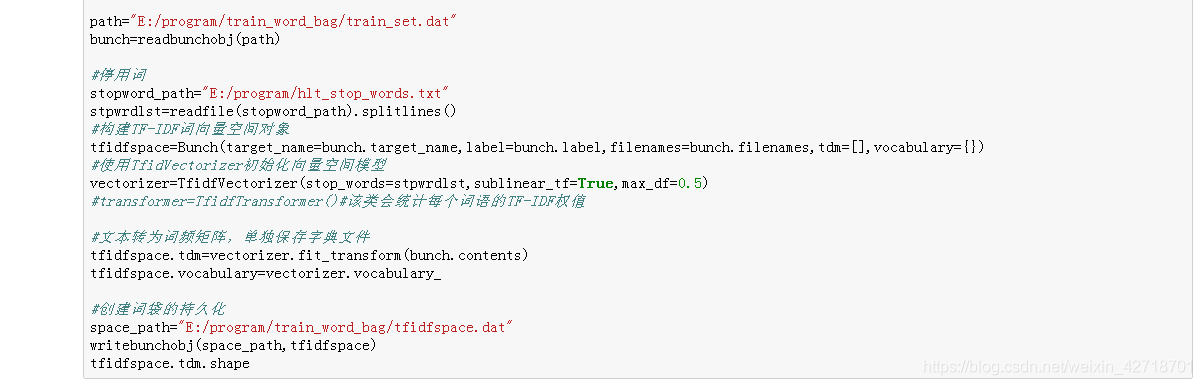 path="E:/program/train_word_bag/train_set.dat"
bunch=readbunchobj(path)
#停用词
stopword_path="E:/program/hlt_stop_words.txt"
stpwrdlst=readfile(stopword_path).splitlines()
#构建TF-IDF词向量空间对象
tfidfspace=Bunch(target_name=bunch.target_name,label=bunch.label,filenames=bunch.filenames,tdm=[],vocabulary={})
#使用TfidVectorizer初始化向量空间模型
vectorizer=TfidfVectorizer(stop_words=stpwrdlst,sublinear_tf=True,max_df=0.5)
#transformer=TfidfTransformer()#该类会统计每个词语的TF-IDF权值
#文本转为词频矩阵，单独保存字典文件
tfidfspace.tdm=vectorizer.fit_transform(bunch.contents)
tfidfspace.vocabulary=vectorizer.vocabulary_
#创建词袋的持久化
space_path="E:/program/train_word_bag/tfidfspace.dat"
writebunchobj(space_path,tfidfspace)
tfidfspace.tdm.shape
https://blog.csdn.net/weixin_42718701